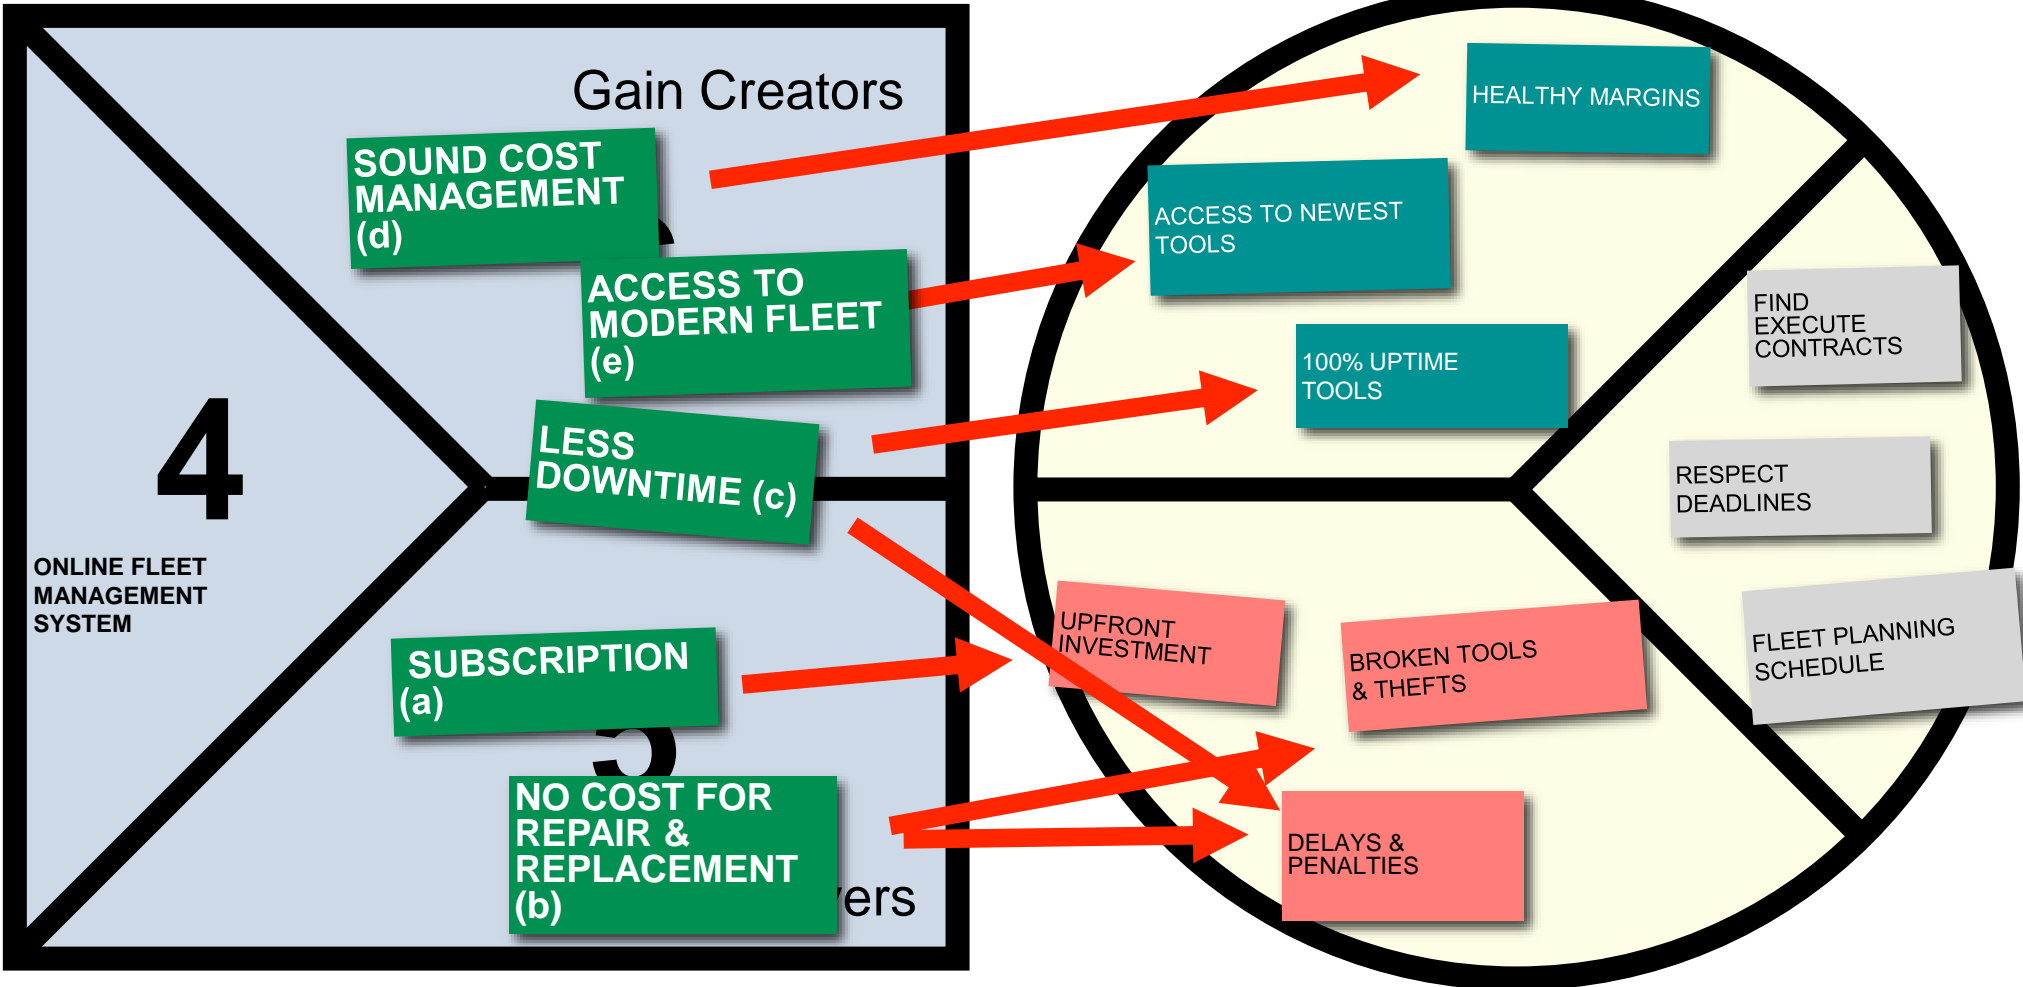 Gain Creators
SOUND COST
MANAGEMENT
(d)
ACCESS TO
MODERN FLEET
(e)
LESS
DOWNTIME (c)
4
ONLINE FLEET
MANAGEMENT
SYSTEM
SUBSCRIPTION
(a)
NO COST FOR
REPAIR &
REPLACEMENT
(b)
HEALTHY MARGINS
ACCESS TO NEWEST
TOOLS
100% UPTIME
TOOLS
FIND
EXECUTE
CONTRACTS
RESPECT
DEADLINES
FLEET PLANNING
SCHEDULE
UPFRONT
INVESTMENT
BROKEN TOOLS
& THEFTS
DELAYS &
PENALTIES